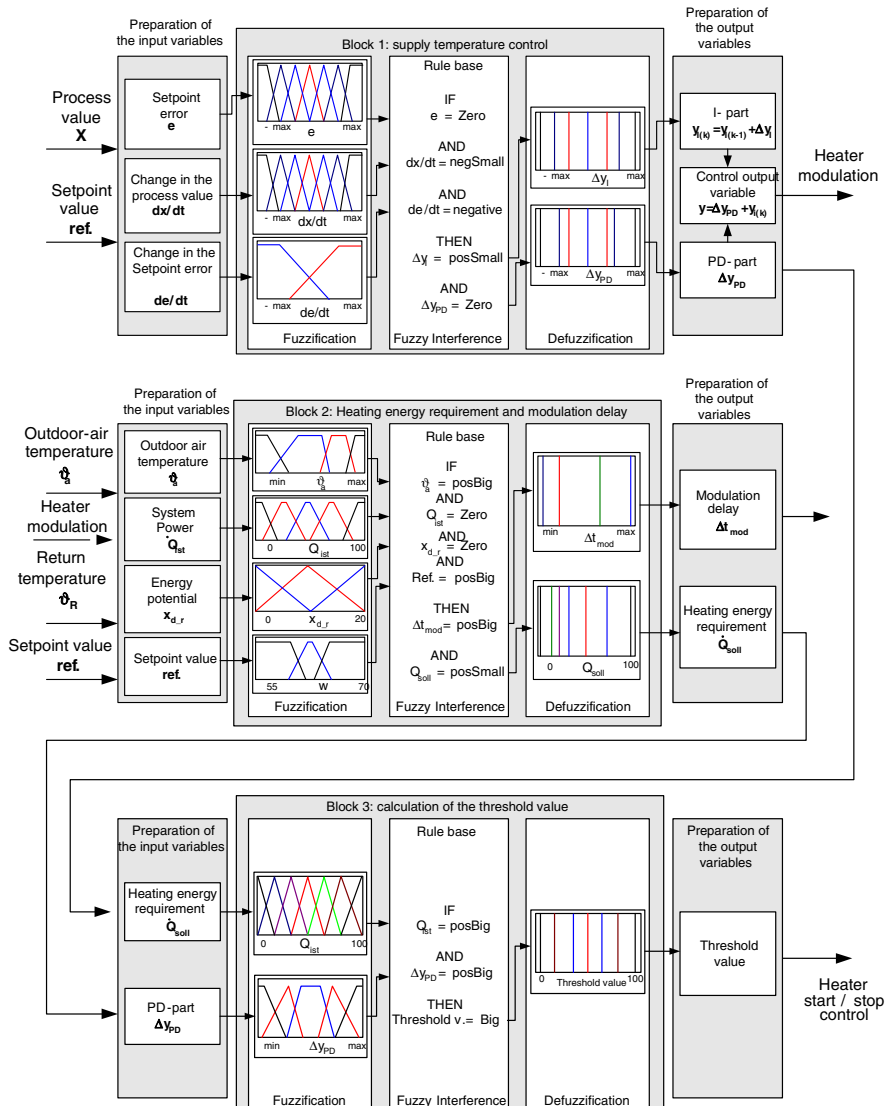 Preparation of
the input variables
Block 1: supply temperature control
Preparation of
the output
variables
Process
value
X
Setpoint
value
ref.
Setpoint
error
e
Change in the
process value
dx/dt
Change in the
Setpoint error
de/dt
- max e max
- max dx/dt max
- max de/dt max
Fuzzification
Rule base
IF
e = Zero
AND
dx/dt = negSmall
AND
de/dt = negative
THEN
Δy_I = posSmall
AND
Δy_PD = Zero
Fuzzy Interference
- max Δy_I max
- max Δy_PD max
Defuzzification
I- part
y_I(k) = y_I(k-1) + Δy_I
Control output
variable
y=Δy_PD + y_I(k)
PD- part
Δy_PD
Heater
modulation
Preparation of
the input variables
Block 2: Heating energy requirement and modulation delay
Preparation of
the output
variables
Outdoor-air
temperature
ϑ_a
Heater
modulation
Return
temperature
ϑ_R
Setpoint value
ref.
Outdoor air
temperature
ϑ_a
System
Power
Q̇_Ist
Energy
potential
x_d_r
Setpoint value
ref.
min ϑ_a max
0 Q_ist 100
0 x_d_r 20
55 w 70
Fuzzification
Rule base
IF
ϑ_a = posBig
AND
Q_ist = Zero
AND
x_d_r = Zero
AND
Ref. = posBig
THEN
Δt_mod = posBig
AND
Q_soll = posSmall
Fuzzy Interference
min Δt_mod max
0 Q_soll 100
Defuzzification
Modulation
delay
Δt_mod
Heating energy
requirement
Q̇_soll
Preparation of
the input variables
Block 3: calculation of the threshold value
Preparation of
the output
variables
Heating energy
requirement
Q̇_soll
PD-part
Δy_PD
0 Q_ist 100
min Δy_PD max
Fuzzification
Rule base
IF
Q_ist = posBig
AND
Δy_PD = posBig
THEN
Threshold v.= Big
Fuzzy Interference
0 Threshold value 100
Defuzzification
Threshold
value
Heater
start / stop
control